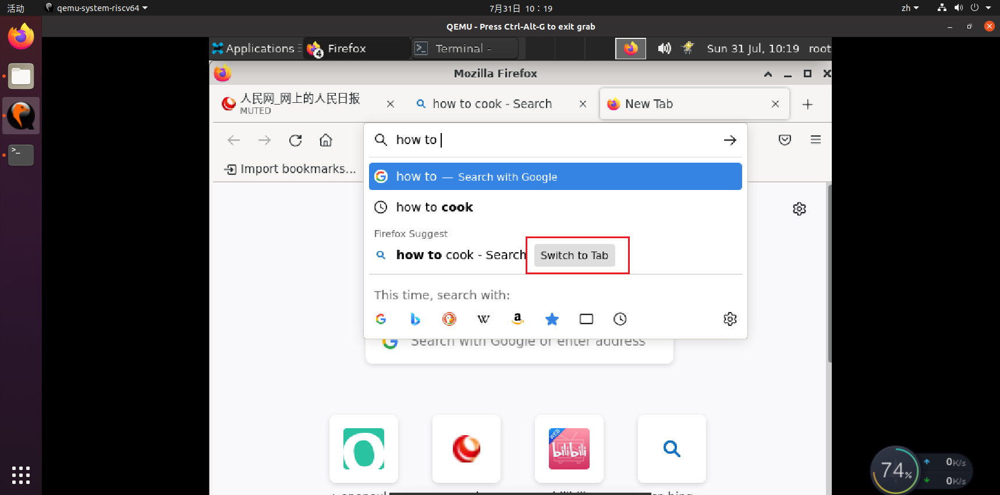 活动
qemu-system-riscv64
7月31日 10：19
zh
QEMU - Press Ctrl-Alt-G to exit grab
Applications
4
Firefox
Terminal -
Sun 31 Jul, 10:19
root
Mozilla Firefox
人民网_网上的人民日报
MUTED
how to cook - Search
New Tab
how to
Import bookmarks...
how to — Search with Google
how to cook
Firefox Suggest
how to cook - Search
Switch to Tab
This time, search with:
Search with Google or enter address
WEB
bilibili
74%
0K/s
0K/s